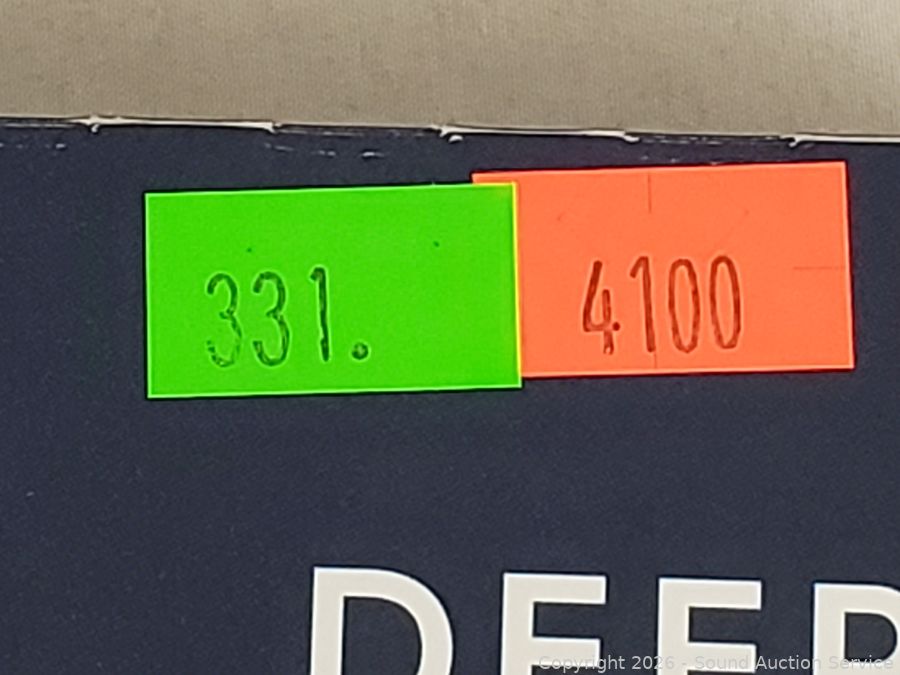 331.
4100
DEEP
Copyright 2026 - Sound Auction Service